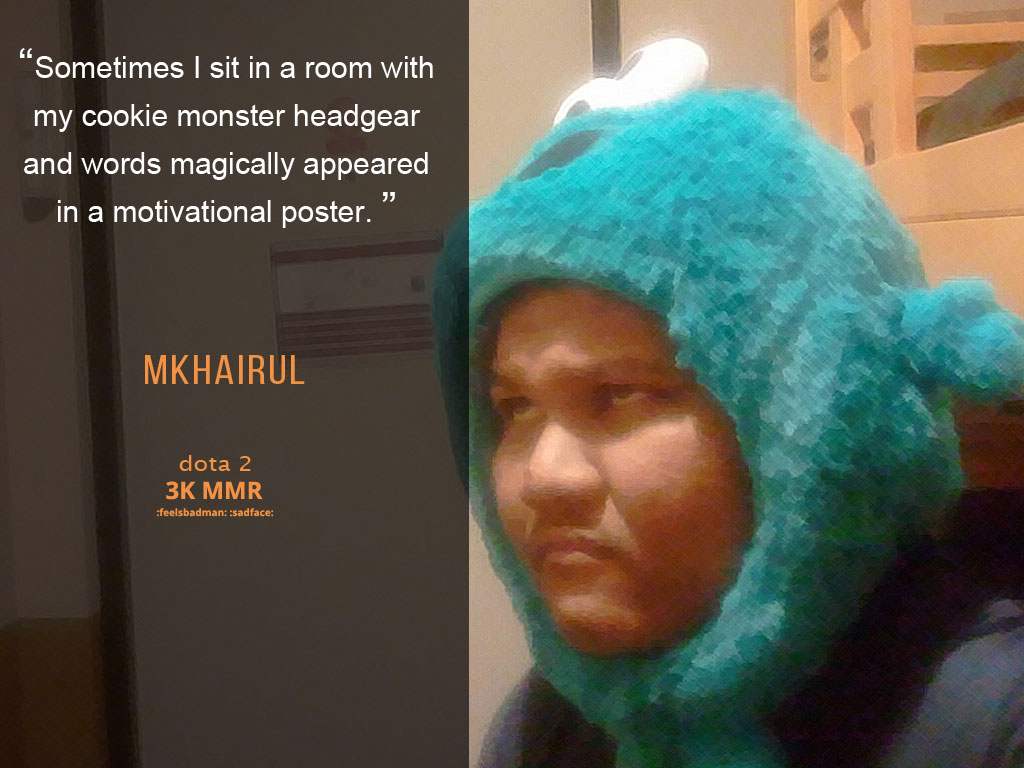 “Sometimes I sit in a room with
my cookie monster headgear
and words magically appeared
in a motivational poster. ”
MKHAIRUL
dota 2
3K MMR
:feelsbadman: :sadface: